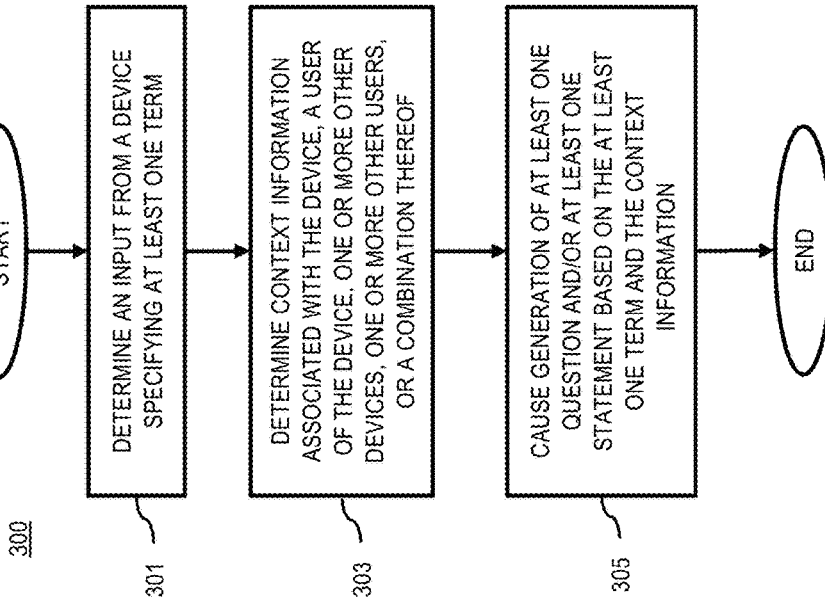 300
START
301
DETERMINE AN INPUT FROM A DEVICE
SPECIFYING AT LEAST ONE TERM
303
DETERMINE CONTEXT INFORMATION
ASSOCIATED WITH THE DEVICE, A USER
OF THE DEVICE, ONE OR MORE OTHER
DEVICES, ONE OR MORE OTHER USERS,
OR A COMBINATION THEREOF
305
CAUSE GENERATION OF AT LEAST ONE
QUESTION AND/OR AT LEAST ONE
STATEMENT BASED ON THE AT LEAST
ONE TERM AND THE CONTEXT
INFORMATION
END